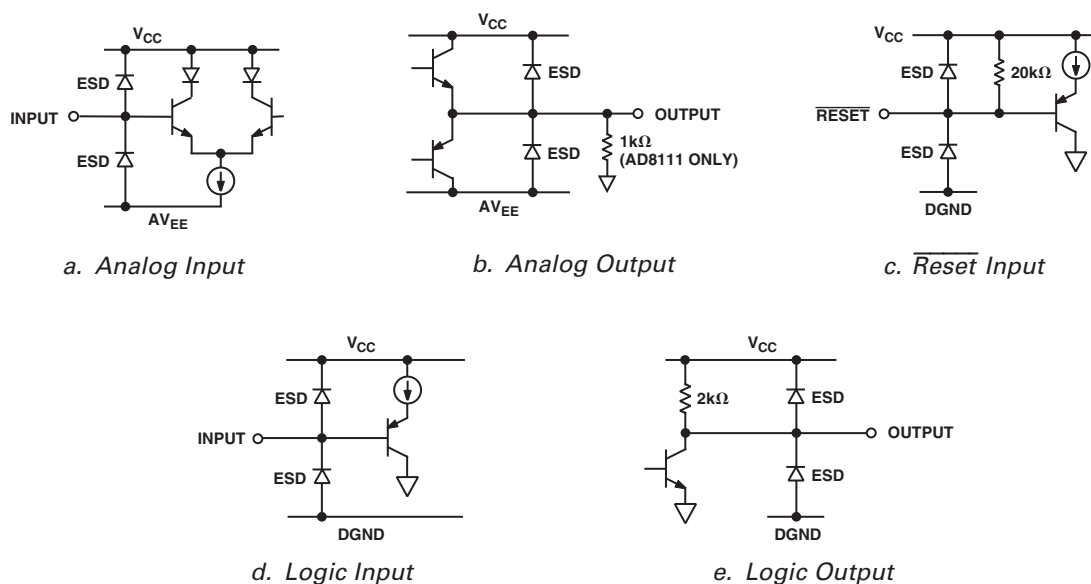 VCC
ESD
INPUT
ESD
AVEE
a. Analog Input
VCC
ESD
OUTPUT
ESD
1kΩ
(AD8111 ONLY)
AVEE
b. Analog Output
VCC
ESD
20kΩ
RESET
ESD
DGND
c. Reset Input
VCC
ESD
INPUT
ESD
DGND
d. Logic Input
VCC
2kΩ
ESD
OUTPUT
ESD
DGND
e. Logic Output